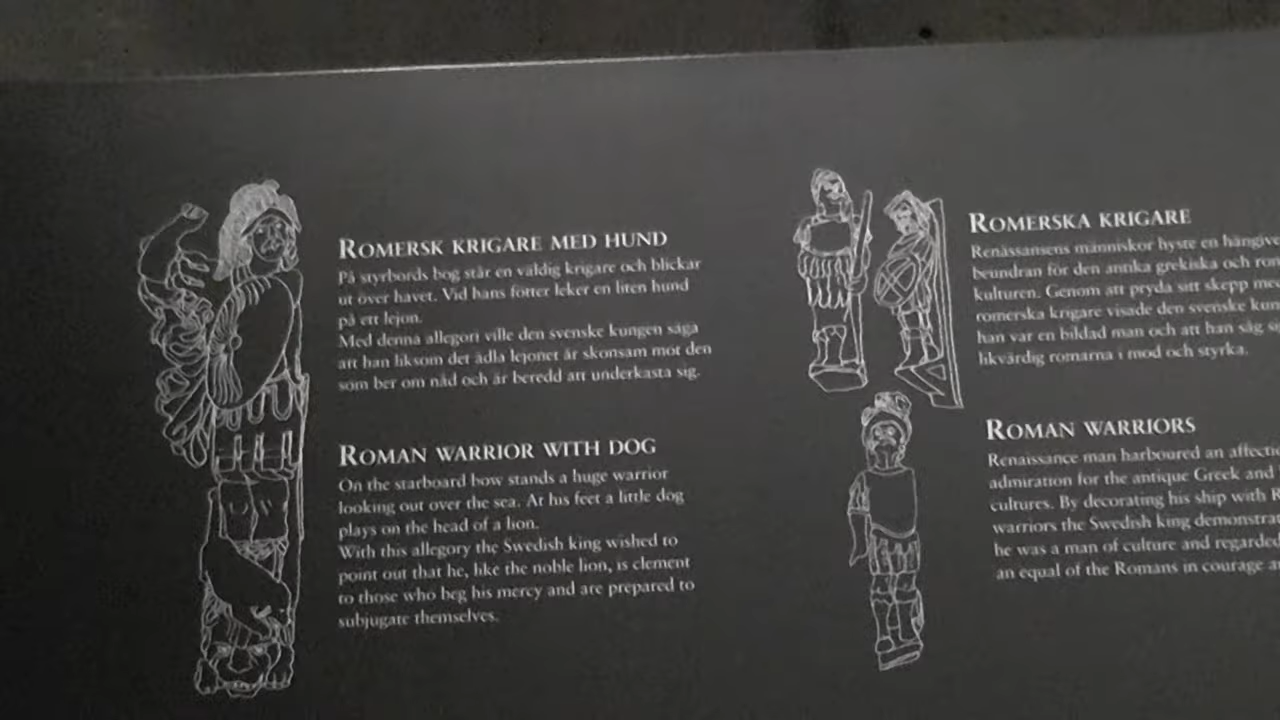 ROMERSK KRIGARE MED HUND
På styrbords bog står en väldig krigare och blickar
ut över havet. Vid hans fötter leker en liten hund
på ett lejon.
Med denna allegori ville den svenske kungen säga
att han liksom det ädla lejonet är skonsam mot den
som ber om nåd och är beredd att underkasta sig.
ROMAN WARRIOR WITH DOG
On the starboard bow stands a huge warrior
looking out over the sea. At his feet a little dog
plays on the head of a lion.
With this allegory the Swedish king wished to
point out that he, like the noble lion, is clement
to those who beg his mercy and are prepared to
subjugate themselves.
ROMERSKA KRIGARE
Renässansens människor hyste en
beundran för den antika grekiska och
kulturen. Genom att pryda sitt skepp
romerska krigare visade den svenske
han var en bildad man och att han såg
likvärdig romarna i mod och styrka.
ROMAN WARRIORS
Renaissance man harboured an
admiration for the antique Greek and
cultures. By decorating his ship with
warriors the Swedish king
he was a man of culture and regarded
an equal of the Romans in courage